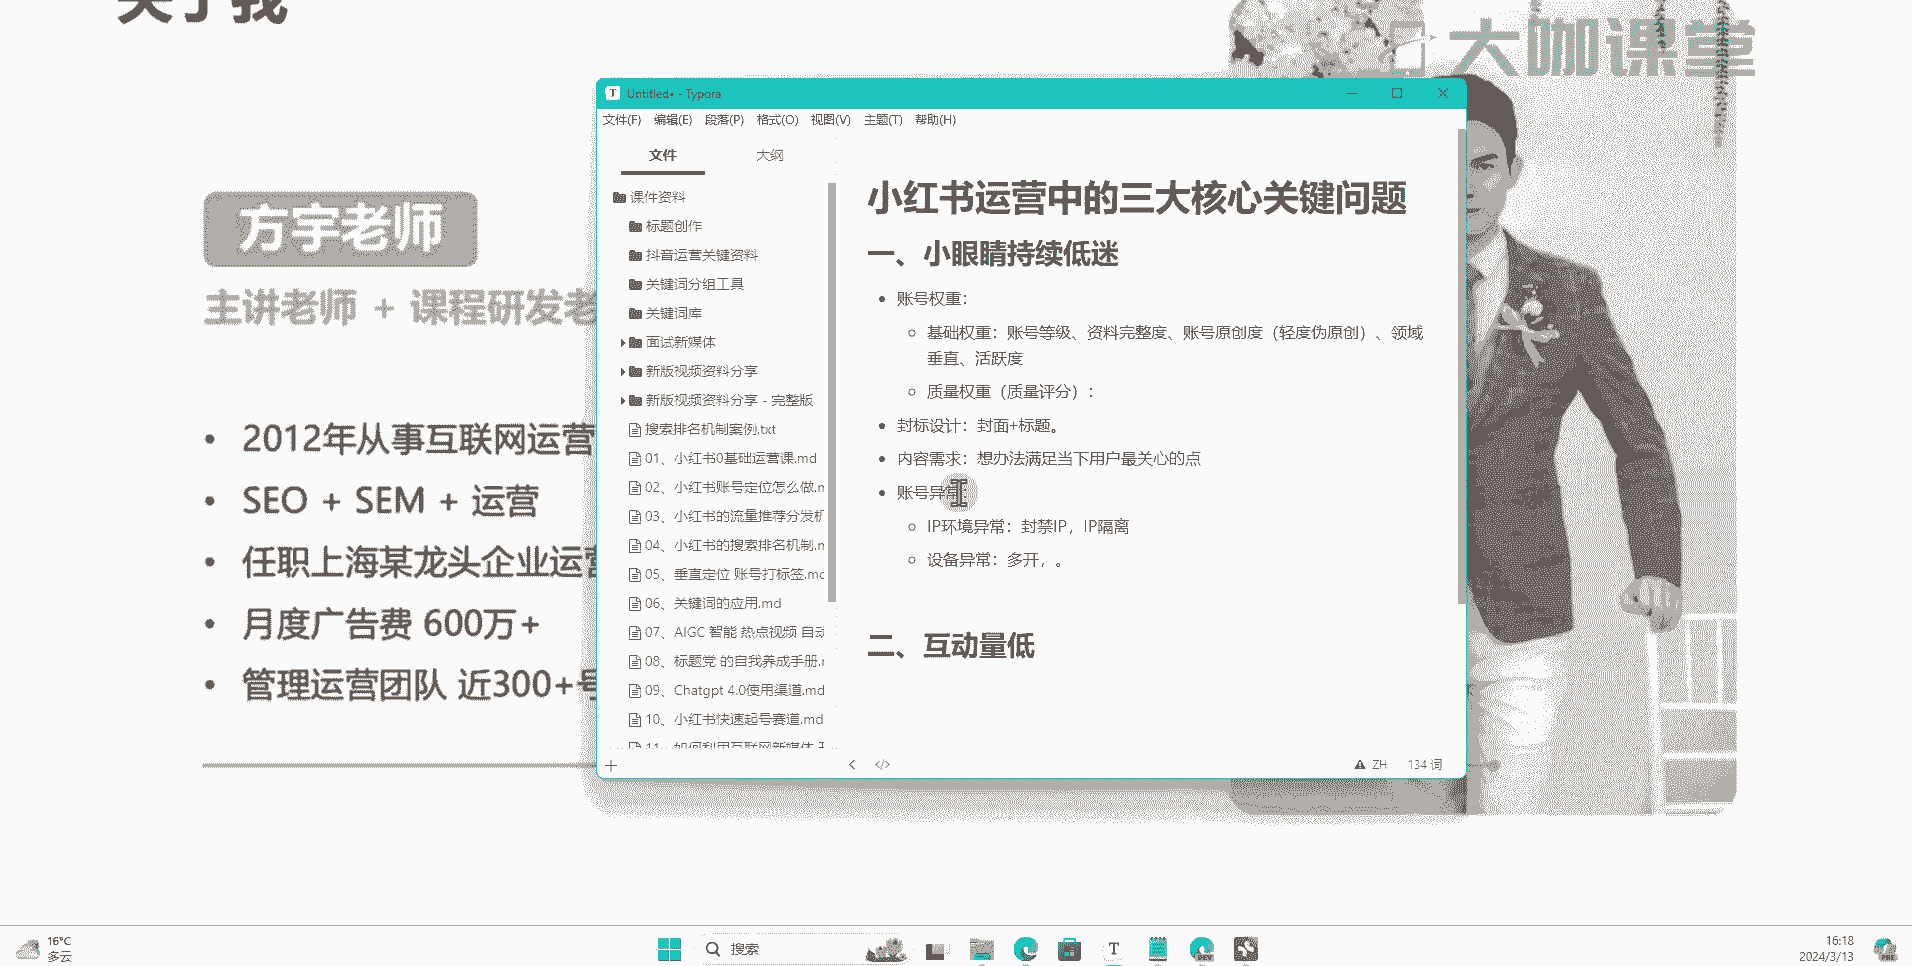 关于我
大咖课堂
方宇老师
主讲老师 + 课程研发老
2012年从事互联网运营
SEO + SEM + 运营
任职上海某龙头企业运营
月度广告费 600万+
管理运营团队 近300+号
Untitled• - Typora
文件(F) 编辑(E) 段落(P) 格式(O) 视图(V) 主题(T) 帮助(H)
文件 大纲
课件资料
标题创作
抖音运营关键资料
关键词分组工具
关键词库
面试新媒体
新版视频资料分享
新版视频资料分享 - 完整版
搜索排名机制案例.txt
01、小红书0基础运营课.md
02、小红书账号定位怎么做.m
03、小红书的流量推荐分发机
04、小红书的搜索排名机制.m
05、垂直定位 账号打标签.md
06、关键词的应用.md
07、AIGC 智能 热点视频 自动
08、标题党 的自我养成手册.m
09、Chatgpt 4.0使用渠道.md
10、小红书快速起号赛道.md
11、如何利用互联网新媒体
小红书运营中的三大核心关键问题
一、小眼睛持续低迷
账号权重：
基础权重：账号等级、资料完整度、账号原创度（轻度伪原创）、领域
垂直、活跃度
质量权重（质量评分）：
封标设计：封面+标题。
内容需求：想办法满足当下用户最关心的点
账号异常
IP环境异常：封禁IP，IP隔离
设备异常：多开，。
二、互动量低
ZH 134 词
16°C
多云
搜索
16:18
2024/3/13